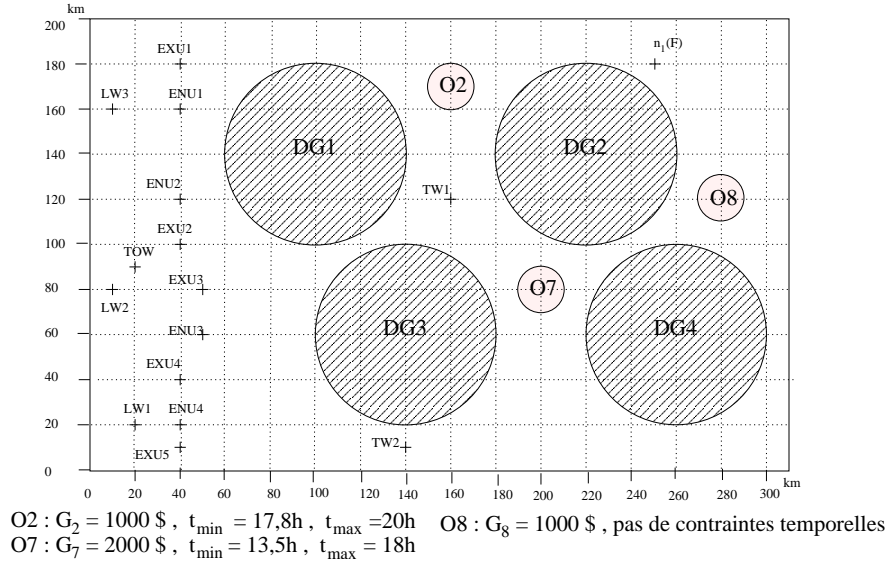 km
200
180
160
140
120
100
80
60
40
20
0
EXU1
n1(F)
LW3
ENU1
O2
DG1
DG2
ENU2
TW1
O8
EXU2
TOW
EXU3
LW2
O7
ENU3
DG3
DG4
EXU4
LW1
ENU4
EXU5
TW2
0 20 40 60 80 100 120 140 160 180 200 220 240 260 280 300
km
O2 : G2 = 1000 $ , tmin = 17,8h , tmax =20h O8 : G8 = 1000 $ , pas de contraintes temporelles
O7 : G7 = 2000 $ , tmin = 13,5h , tmax = 18h